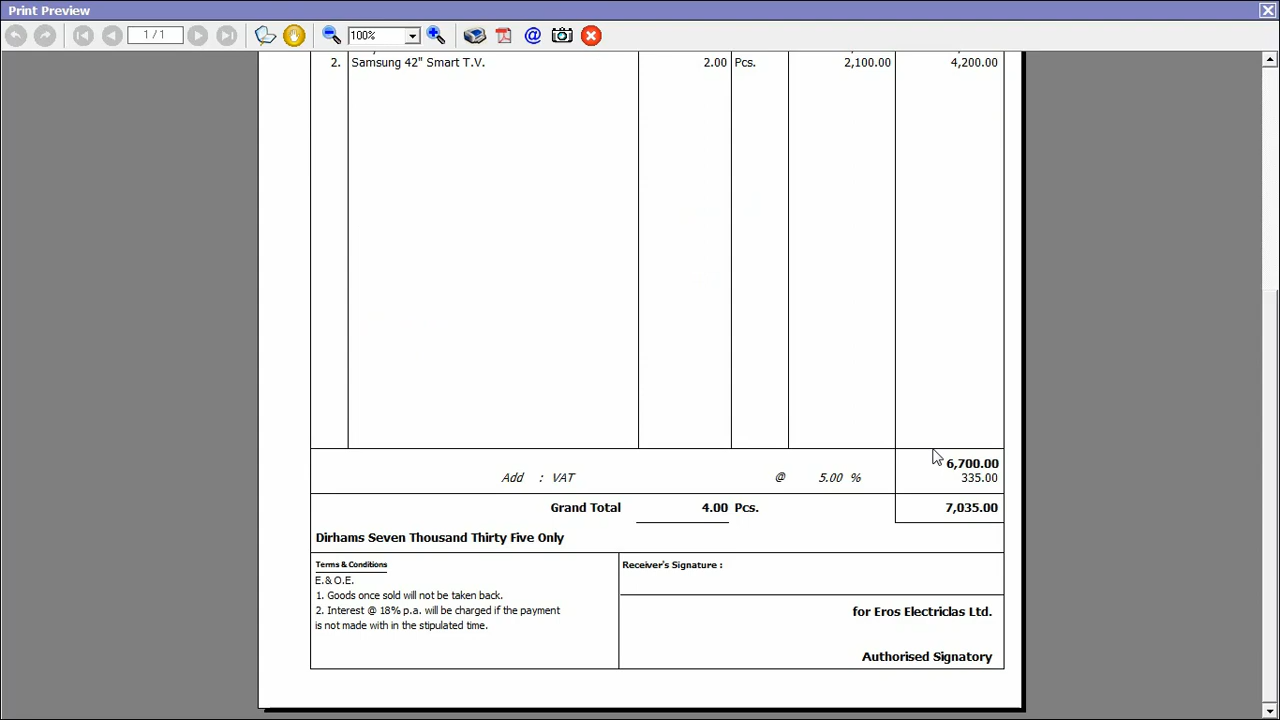 Print Preview
1 / 1
100%
2. Samsung 42" Smart T.V. 2.00 Pcs. 2,100.00 4,200.00
6,700.00
Add : VAT @ 5.00 % 335.00
Grand Total 4.00 Pcs. 7,035.00
Dirhams Seven Thousand Thirty Five Only
Terms & Conditions
Receiver's Signature :
E.& O.E.
1. Goods once sold will not be taken back.
2. Interest @ 18% p.a. will be charged if the payment
is not made with in the stipulated time.
for Eros Electriclas Ltd.
Authorised Signatory